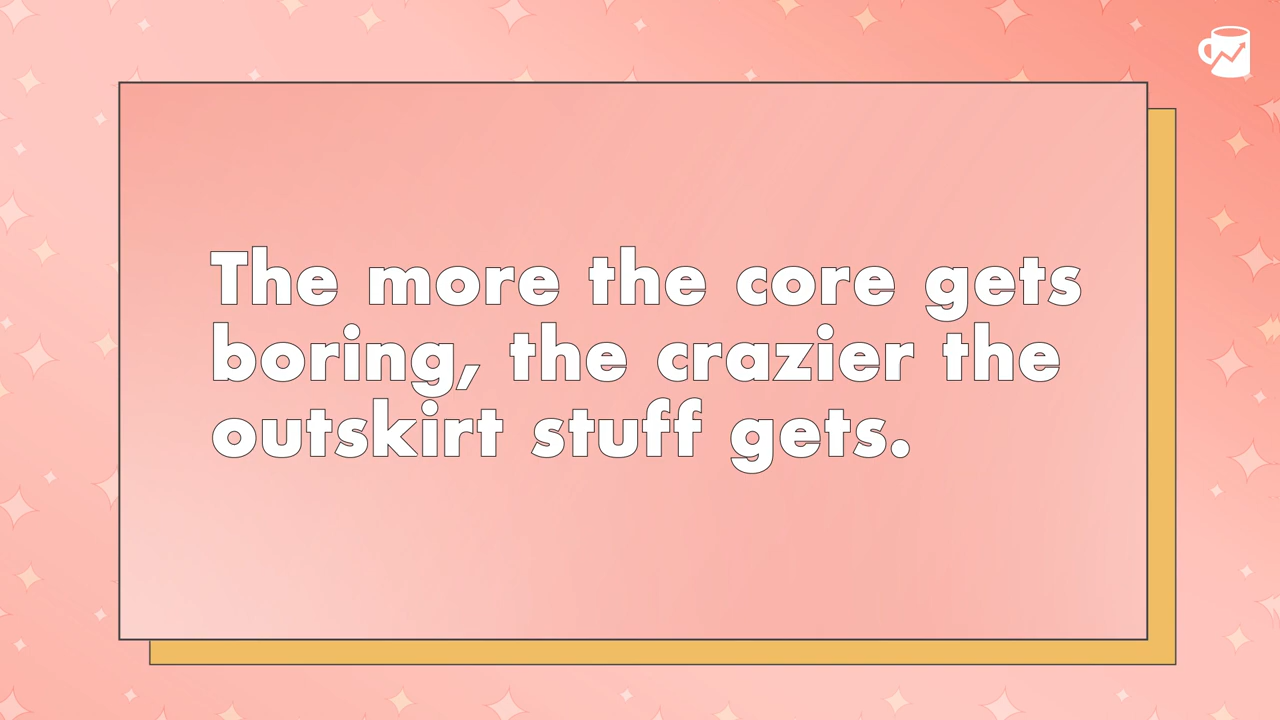 The more the core gets
boring, the crazier the
outskirt stuff gets.